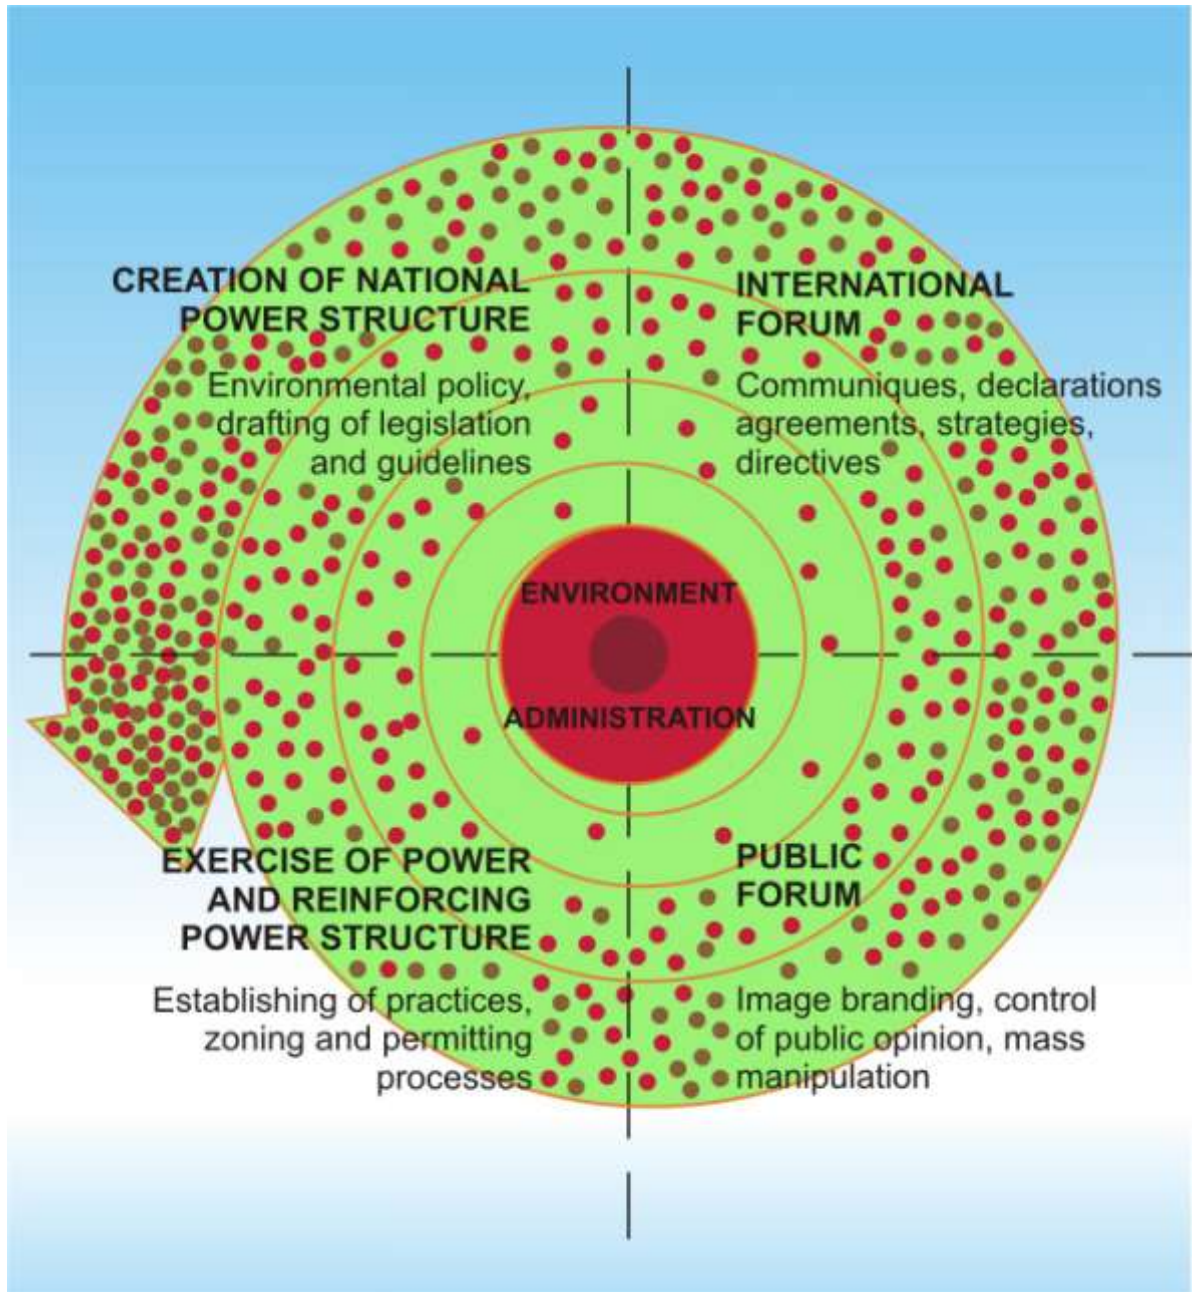 CREATION OF NATIONAL
POWER STRUCTURE
Environmental policy,
drafting of legislation
and guidelines
INTERNATIONAL
FORUM
Communiques, declarations
agreements, strategies,
directives
ENVIRONMENT
ADMINISTRATION
EXERCISE OF POWER
AND REINFORCING
POWER STRUCTURE
Establishing of practices,
zoning and permitting
processes
PUBLIC
FORUM
Image branding, control
of public opinion, mass
manipulation